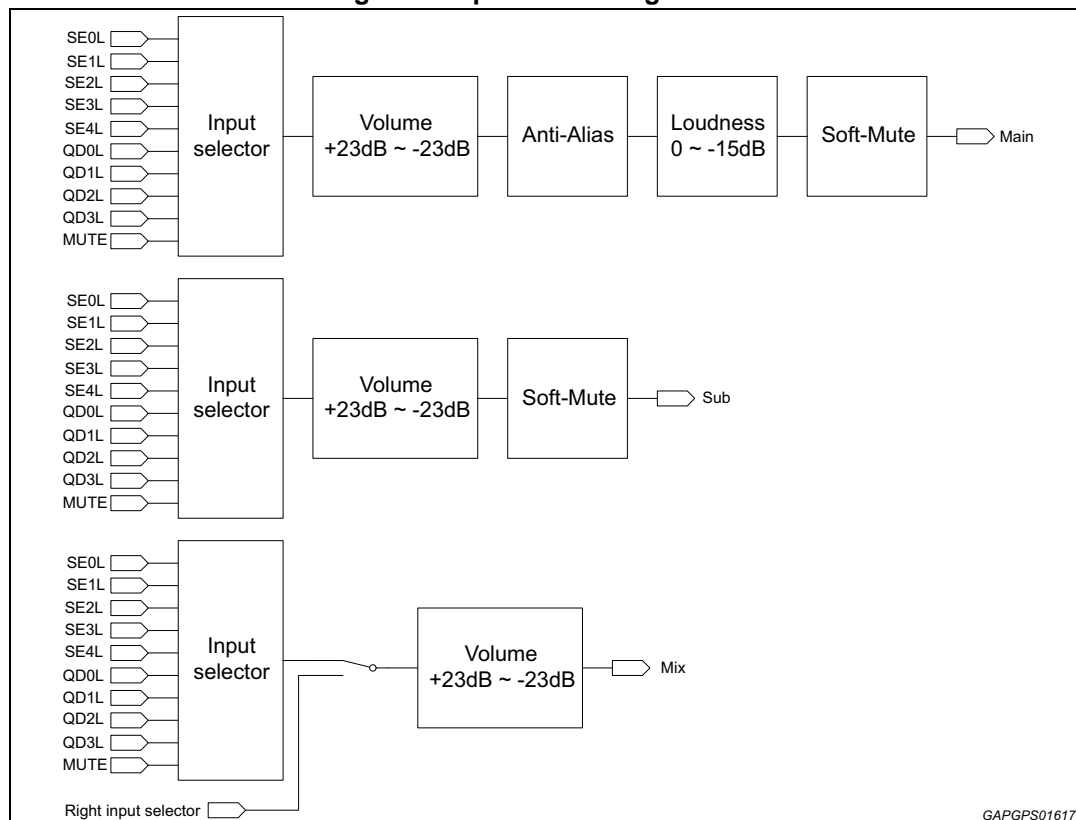 SE0L
SE1L
SE2L
SE3L
SE4L
QD0L
QD1L
QD2L
QD3L
MUTE
Input
selector
Volume
+23dB ~ -23dB
Anti-Alias
Loudness
0 ~ -15dB
Soft-Mute
Main
SE0L
SE1L
SE2L
SE3L
SE4L
QD0L
QD1L
QD2L
QD3L
MUTE
Input
selector
Volume
+23dB ~ -23dB
Soft-Mute
Sub
SE0L
SE1L
SE2L
SE3L
SE4L
QD0L
QD1L
QD2L
QD3L
MUTE
Input
selector
Volume
+23dB ~ -23dB
Mix
Right input selector
GAPGPS01617